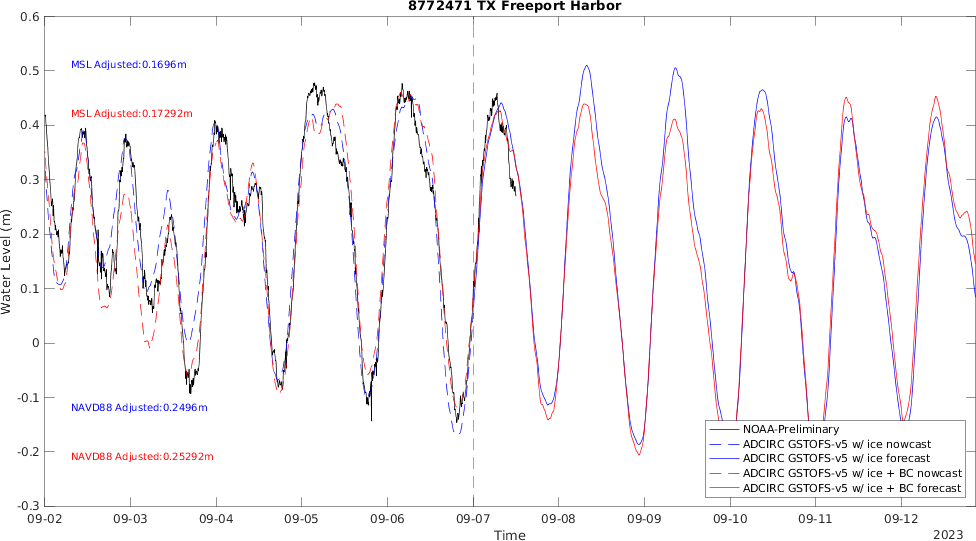 8772471 TX Freeport Harbor
0.6
0.5
0.4
0.3
0.2
0.1
0
-0.1
-0.2
-0.3
Water Level (m)
MSL Adjusted:0.1696m
MSL Adjusted:0.17292m
NAVD88 Adjusted:0.2496m
NAVD88 Adjusted:0.25292m
NOAA-Preliminary
ADCIRC GSTOFS-v5 w/ ice nowcast
ADCIRC GSTOFS-v5 w/ ice forecast
ADCIRC GSTOFS-v5 w/ ice + BC nowcast
ADCIRC GSTOFS-v5 w/ ice + BC forecast
09-02 09-03 09-04 09-05 09-06 09-07 09-08 09-09 09-10 09-11 09-12
Time
2023